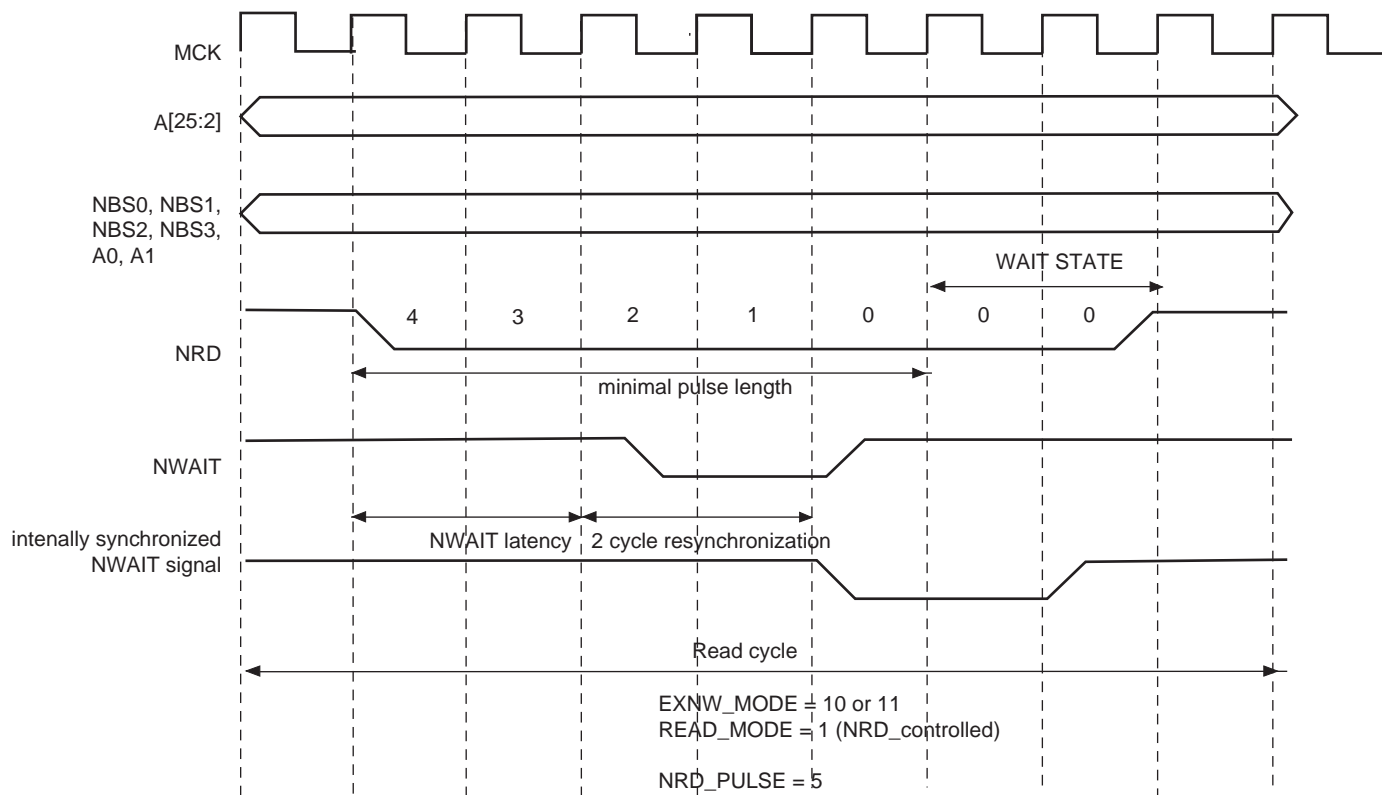 MCK
A[25:2]
NBS0, NBS1,
NBS2, NBS3,
A0, A1
WAIT STATE
4 3 2 1 0 0 0
NRD
minimal pulse length
NWAIT
intenally synchronized
NWAIT signal
NWAIT latency
2 cycle resynchronization
Read cycle
EXNW_MODE = 10 or 11
READ_MODE = 1 (NRD_controlled)
NRD_PULSE = 5